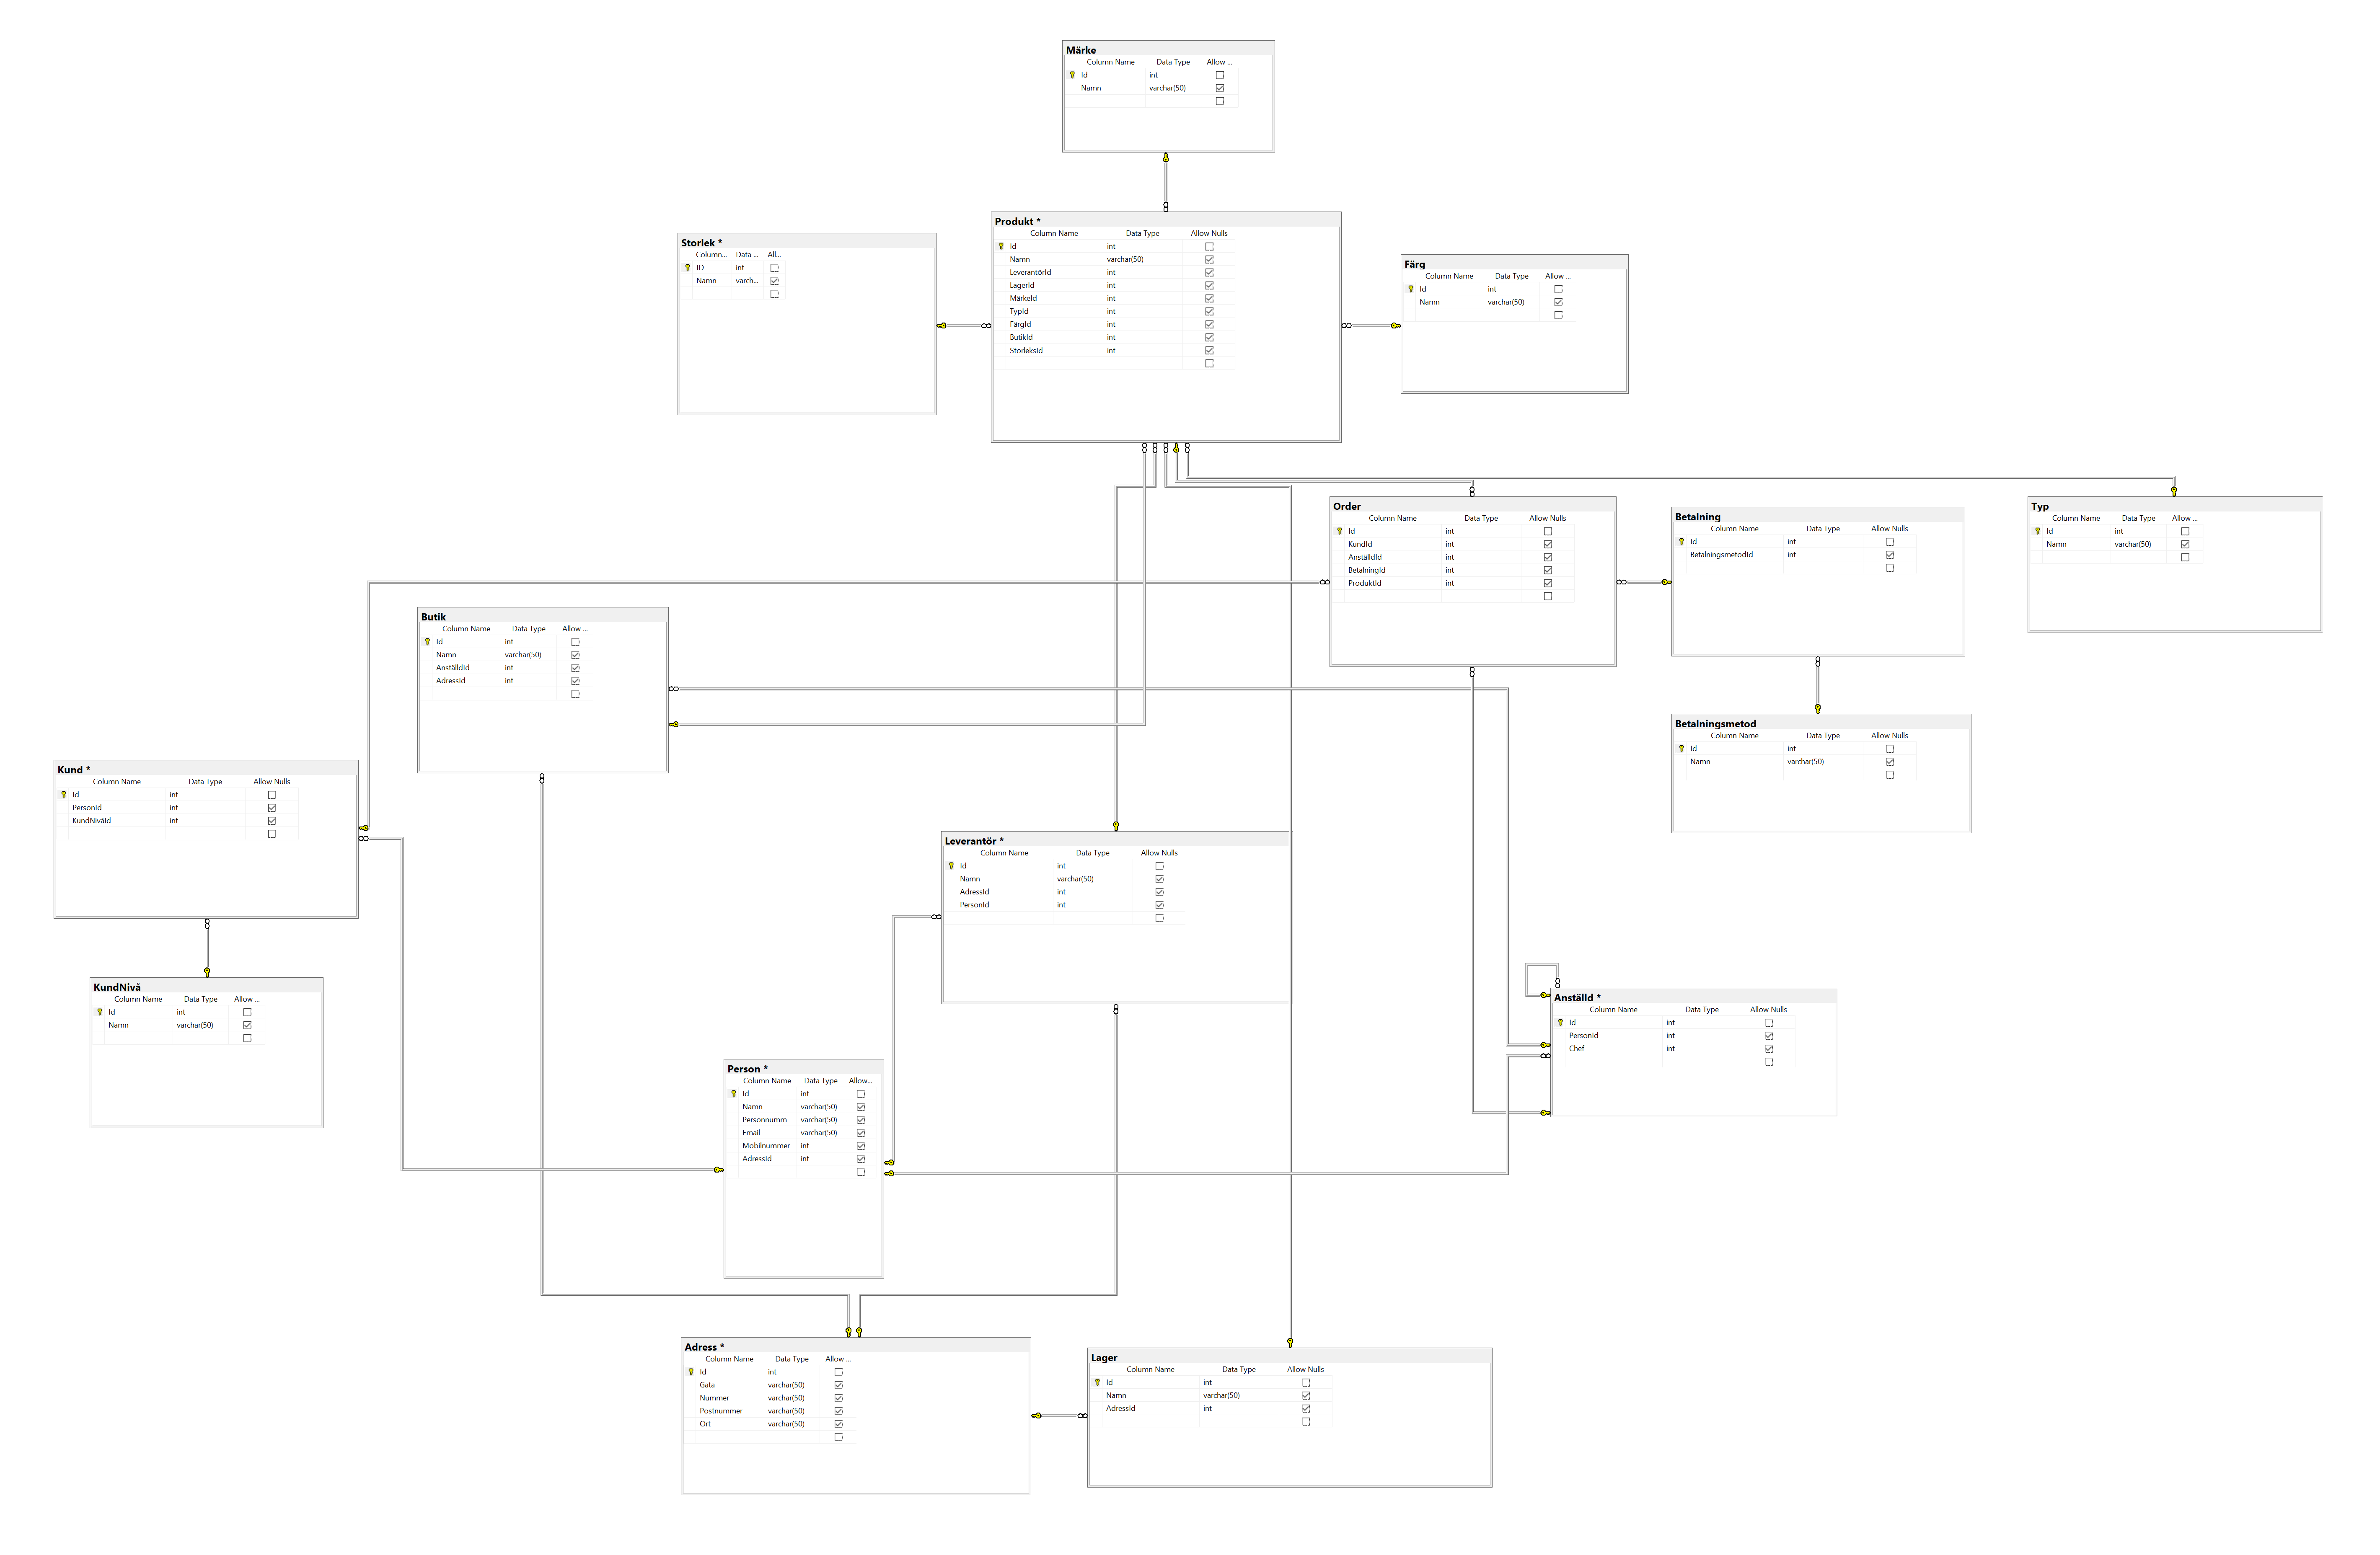 Märke
Column Name Data Type Allow ...
Id int
Namn varchar(50)
Produkt *
Column Name Data Type Allow Nulls
Id int
Namn varchar(50)
LeverantörId int
LagerId int
MärkeId int
TypId int
FärgId int
ButikId int
StorleksId int
Storlek *
Column... Data ... All...
ID int
Namn varch...
Färg
Column Name Data Type Allow ...
Id int
Namn varchar(50)
Order
Column Name Data Type Allow Nulls
Id int
KundId int
AnställdId int
BetalningId int
ProduktId int
Betalning
Column Name Data Type Allow Nulls
Id int
BetalningsmetodId int
Typ
Column Name Data Type Allow ...
Id int
Namn varchar(50)
Butik
Column Name Data Type Allow ...
Id int
Namn varchar(50)
AnställdId int
AdressId int
Betalningsmetod
Column Name Data Type Allow Nulls
Id int
Namn varchar(50)
Kund *
Column Name Data Type Allow Nulls
Id int
PersonId int
KundNivåId int
Leverantör *
Column Name Data Type Allow Nulls
Id int
Namn varchar(50)
AdressId int
PersonId int
KundNivå
Column Name Data Type Allow ...
Id int
Namn varchar(50)
Anställd *
Column Name Data Type Allow Nulls
Id int
PersonId int
Chef int
Person *
Column Name Data Type Allow...
Id int
Namn varchar(50)
Personnumm varchar(50)
Email varchar(50)
Mobilnummer int
AdressId int
Adress *
Column Name Data Type Allow ...
Id int
Gata varchar(50)
Nummer varchar(50)
Postnummer varchar(50)
Ort varchar(50)
Lager
Column Name Data Type Allow Nulls
Id int
Namn varchar(50)
AdressId int